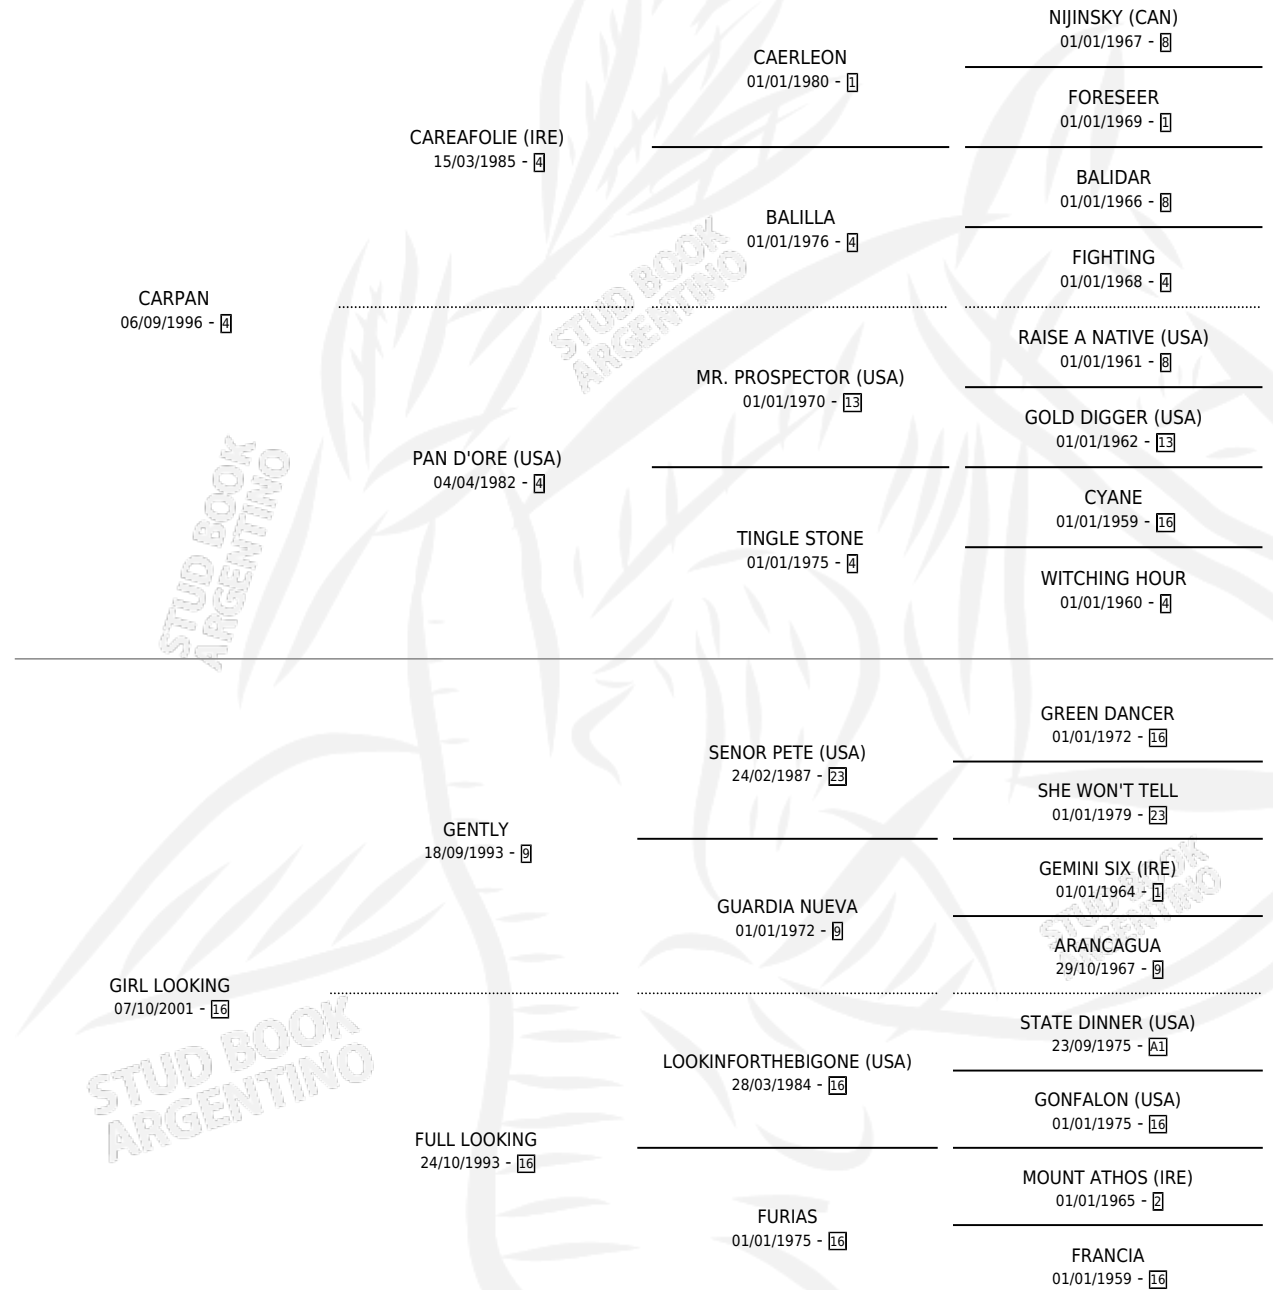 NIJINSKY (CAN)
01/01/1967 - 8
CAERLEON
01/01/1980 - 1
FORESEER
01/01/1969 - 1
CAREAFOLIE (IRE)
15/03/1985 - 4
BALIDAR
01/01/1966 - 8
BALILLA
01/01/1976 - 4
FIGHTING
01/01/1968 - 4
CARPAN
06/09/1996 - 4
STUD BOOK
ARGENTINO
RAISE A NATIVE (USA)
01/01/1961 - 8
MR. PROSPECTOR (USA)
01/01/1970 - 13
GOLD DIGGER (USA)
01/01/1962 - 13
PAN D'ORE (USA)
04/04/1982 - 4
CYANE
01/01/1959 - 16
TINGLE STONE
01/01/1975 - 4
WITCHING HOUR
01/01/1960 - 4
STUD BOOK
ARGENTINO
GREEN DANCER
01/01/1972 - 16
SENOR PETE (USA)
24/02/1987 - 23
SHE WON'T TELL
01/01/1979 - 23
GENTLY
18/09/1993 - 9
GEMINI SIX (IRE)
01/01/1964 - 1
GUARDIA NUEVA
01/01/1972 - 9
STUD BOOK
ARGENTINO
ARANCAGUA
29/10/1967 - 9
GIRL LOOKING
07/10/2001 - 16
STATE DINNER (USA)
23/09/1975 - A1
LOOKINFORTHEBIGONE (USA)
28/03/1984 - 16
GONFALON (USA)
01/01/1975 - 16
STUD BOOK
ARGENTINO
FULL LOOKING
24/10/1993 - 16
MOUNT ATHOS (IRE)
01/01/1965 - 2
FURIAS
01/01/1975 - 16
FRANCIA
01/01/1959 - 16